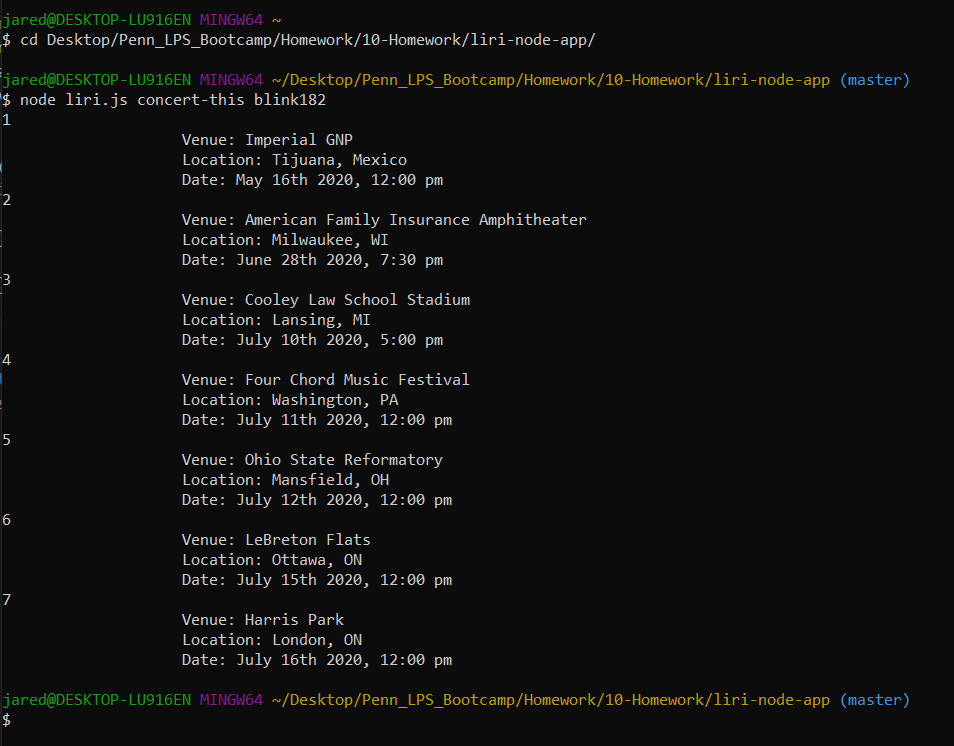 jared@DESKTOP-LU916EN MINGW64 ~
$ cd Desktop/Penn_LPS_Bootcamp/Homework/10-Homework/liri-node-app/
jared@DESKTOP-LU916EN MINGW64 ~/Desktop/Penn_LPS_Bootcamp/Homework/10-Homework/liri-node-app (master)
$ node liri.js concert-this blink182
1
Venue: Imperial GNP
Location: Tijuana, Mexico
Date: May 16th 2020, 12:00 pm
2
Venue: American Family Insurance Amphitheater
Location: Milwaukee, WI
Date: June 28th 2020, 7:30 pm
3
Venue: Cooley Law School Stadium
Location: Lansing, MI
Date: July 10th 2020, 5:00 pm
4
Venue: Four Chord Music Festival
Location: Washington, PA
Date: July 11th 2020, 12:00 pm
5
Venue: Ohio State Reformatory
Location: Mansfield, OH
Date: July 12th 2020, 12:00 pm
6
Venue: LeBreton Flats
Location: Ottawa, ON
Date: July 15th 2020, 12:00 pm
7
Venue: Harris Park
Location: London, ON
Date: July 16th 2020, 12:00 pm
jared@DESKTOP-LU916EN MINGW64 ~/Desktop/Penn_LPS_Bootcamp/Homework/10-Homework/liri-node-app (master)
$